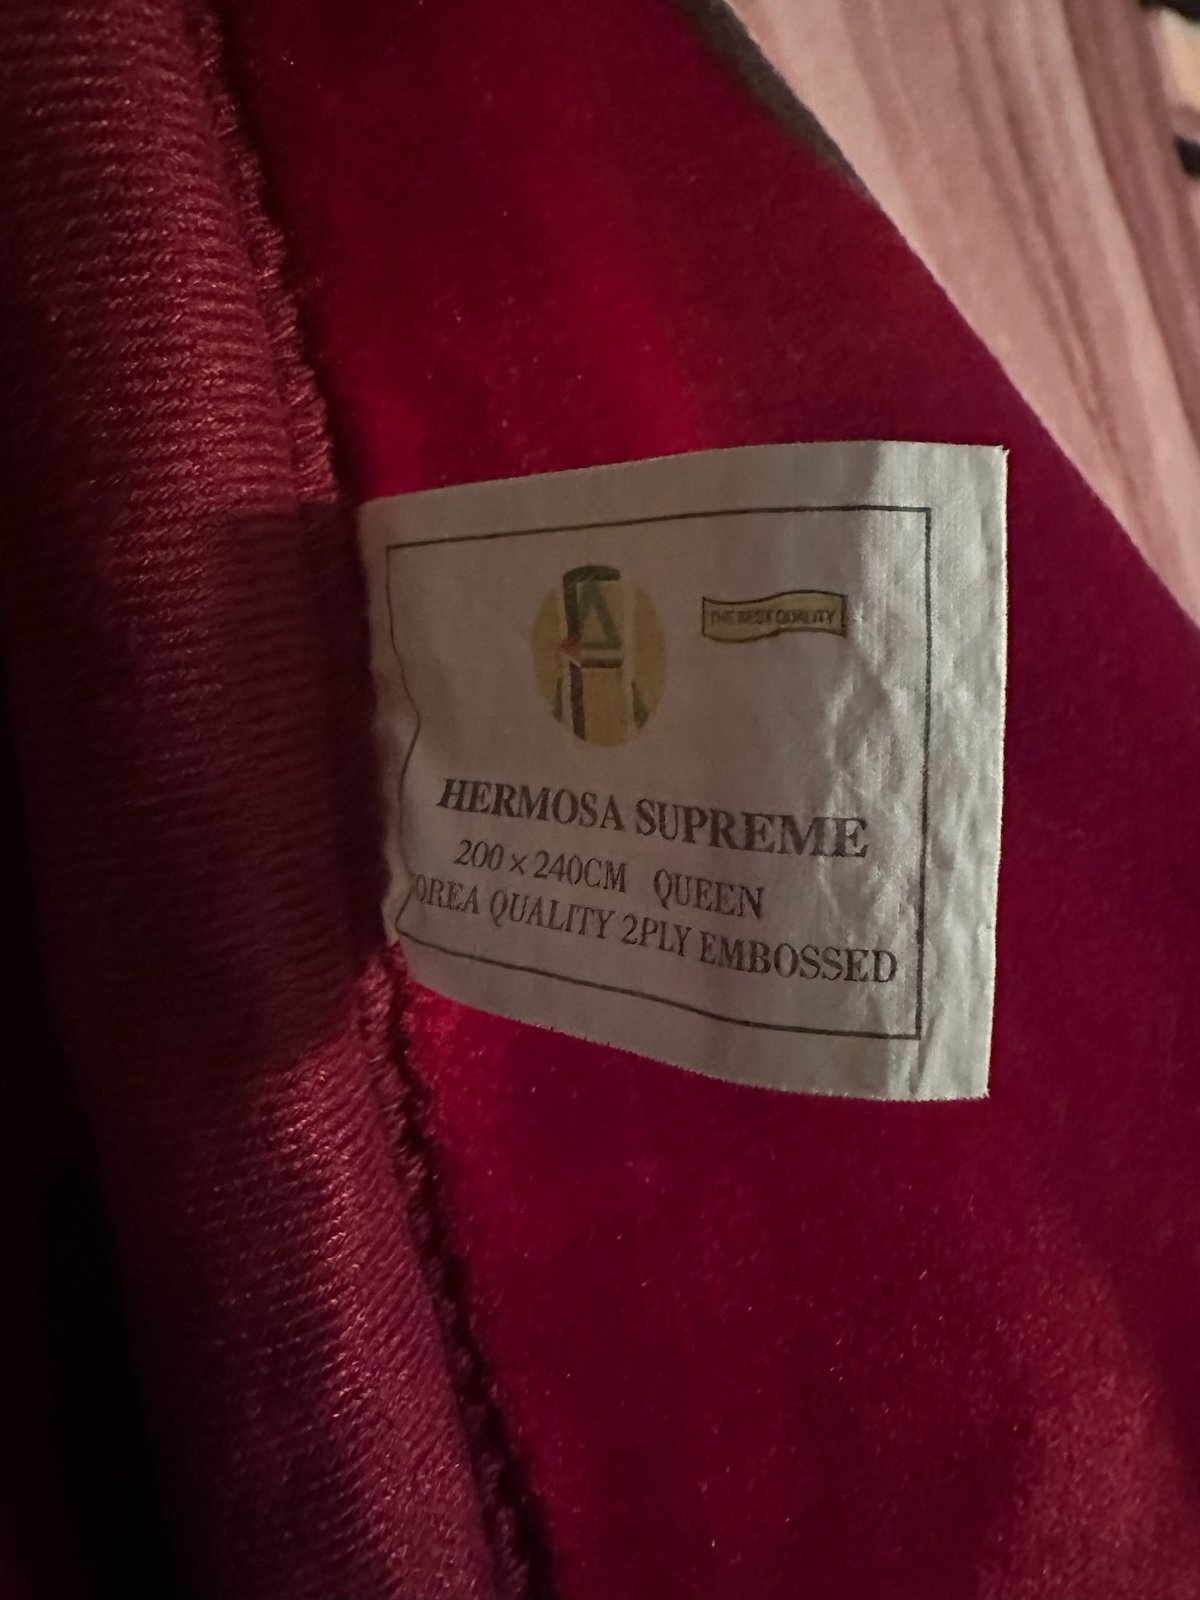 THE BEST QUALITY
HERMOSA SUPREME
200 x 240CM QUEEN
OREA QUALITY 2PLY EMBOSSED